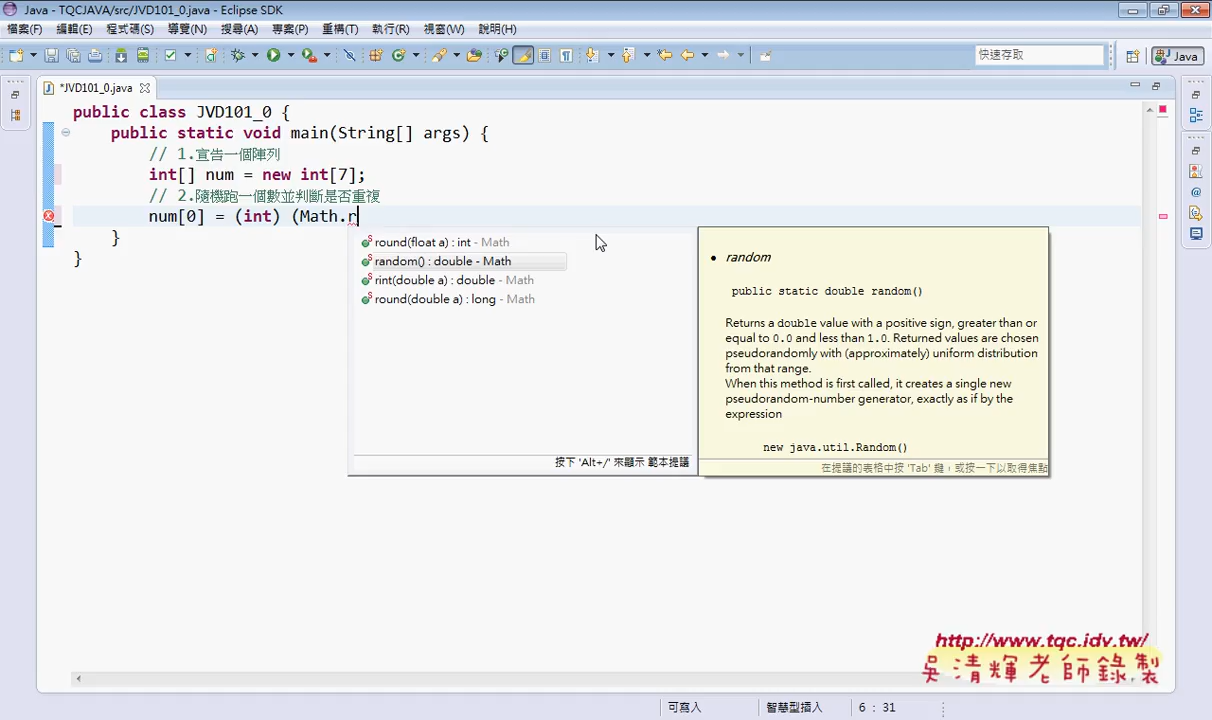 Java - TQCJAVA/src/JVD101_0.java - Eclipse SDK
檔案(F) 編輯(E) 程式碼(S) 導覽(N) 搜尋(A) 專案(P) 重構(T) 執行(R) 視窗(W) 說明(H)
快速存取 Java
*JVD101_0.java
public class JVD101_0 {
public static void main(String[] args) {
// 1.宣告一個陣列
int[] num = new int[7];
// 2.隨機跑一個數並判斷是否重複
num[0] = (int) (Math.r
}
}
round(float a) : int - Math
random() : double - Math
rint(double a) : double - Math
round(double a) : long - Math
按下 'Alt+/' 來顯示 範本提議
random
public static double random()
Returns a double value with a positive sign, greater than or
equal to 0.0 and less than 1.0. Returned values are chosen
pseudorandomly with (approximately) uniform distribution
from that range.
When this method is first called, it creates a single new
pseudorandom-number generator, exactly as if by the
expression
new java.util.Random()
在提議的表格中按 'Tab' 鍵，或按一下以取得焦點
http://www.tqc.idv.tw/
吳清輝老師錄製
可寫入 智慧型插入 6 : 31